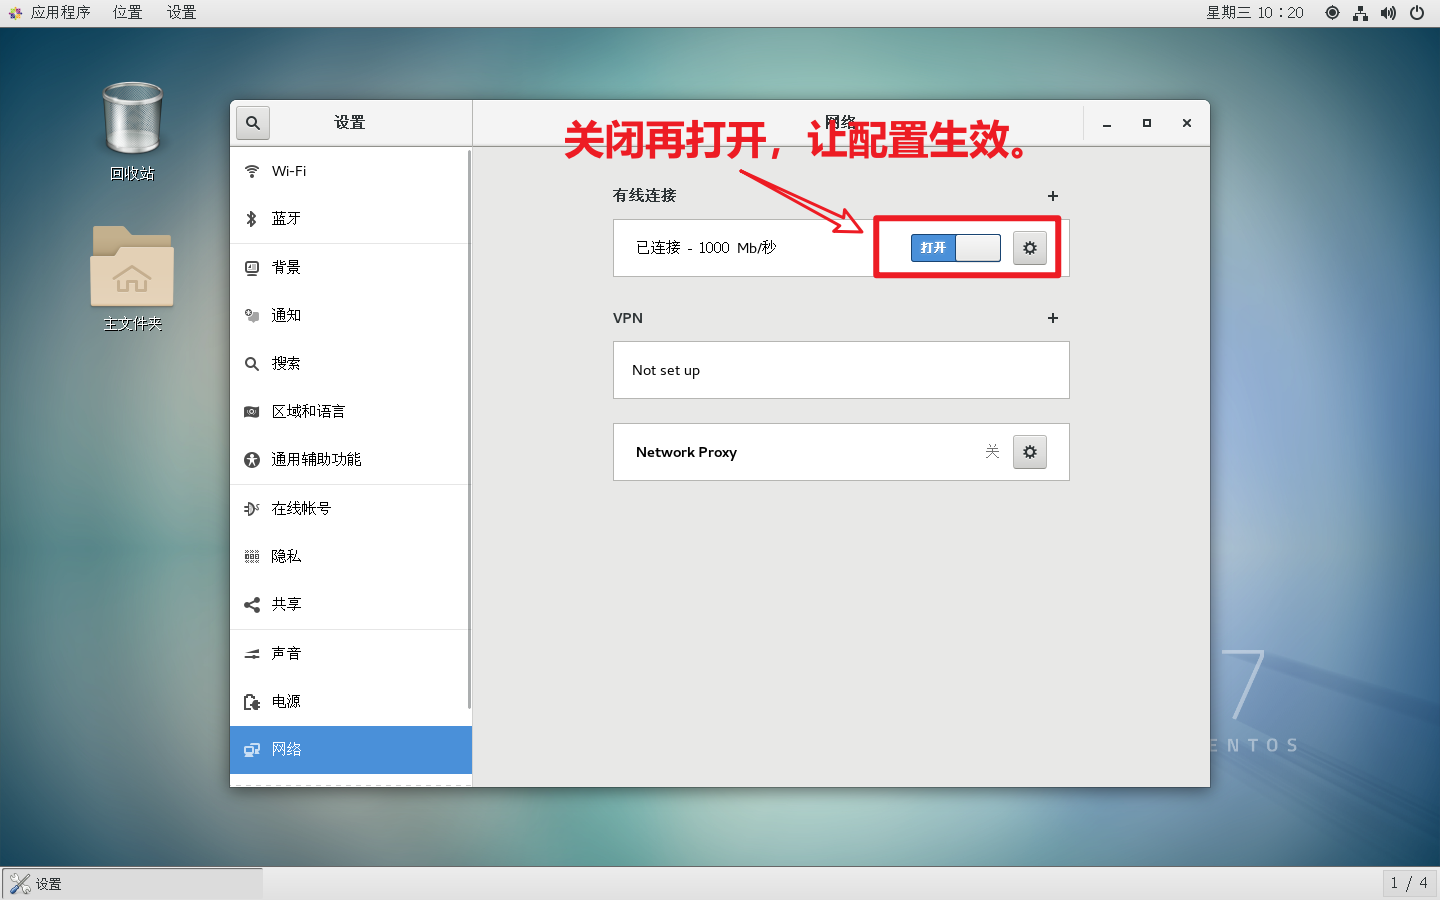 应用程序 位置 设置 星期三 10：20
回收站
主文件夹
设置
网络
关闭再打开，让配置生效。
Wi-Fi
蓝牙
背景
通知
搜索
区域和语言
通用辅助功能
在线帐号
隐私
共享
声音
电源
网络
有线连接
已连接 - 1000 Mb/秒
打开
VPN
Not set up
Network Proxy 关
7
ENTOS
设置
1 / 4